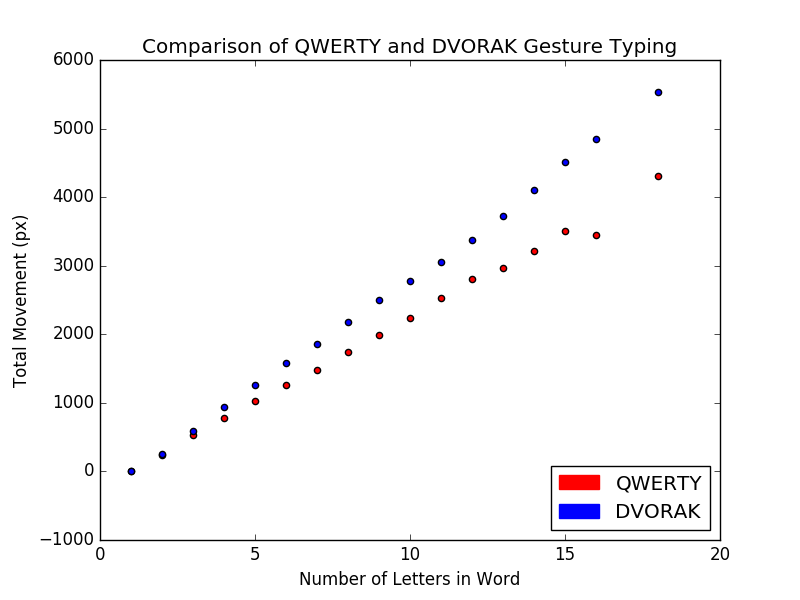 Comparison of QWERTY and DVORAK Gesture Typing
6000
5000
4000
3000
2000
1000
0
−1000
Total Movement (px)
0 5 10 15 20
Number of Letters in Word
QWERTY
DVORAK